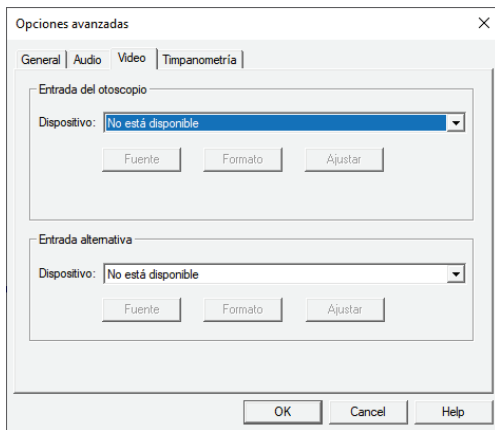 Opciones avanzadas
General Audio Video Timpanometría
Entrada del otoscopio
Dispositivo: No está disponible
Fuente Formato Ajustar
Entrada alternativa
Dispositivo: No está disponible
Fuente Formato Ajustar
OK Cancel Help